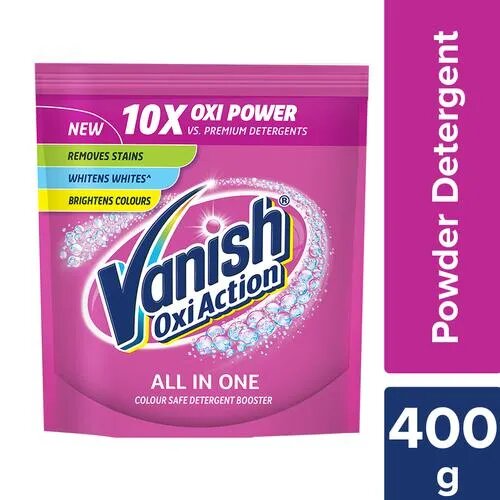 NEW
10X OXI POWER
VS. PREMIUM DETERGENTS
REMOVES STAINS
WHITENS WHITES^
BRIGHTENS COLOURS
Vanish®
Oxi Action
ALL IN ONE
COLOUR SAFE DETERGENT BOOSTER
Powder Detergent
400
g